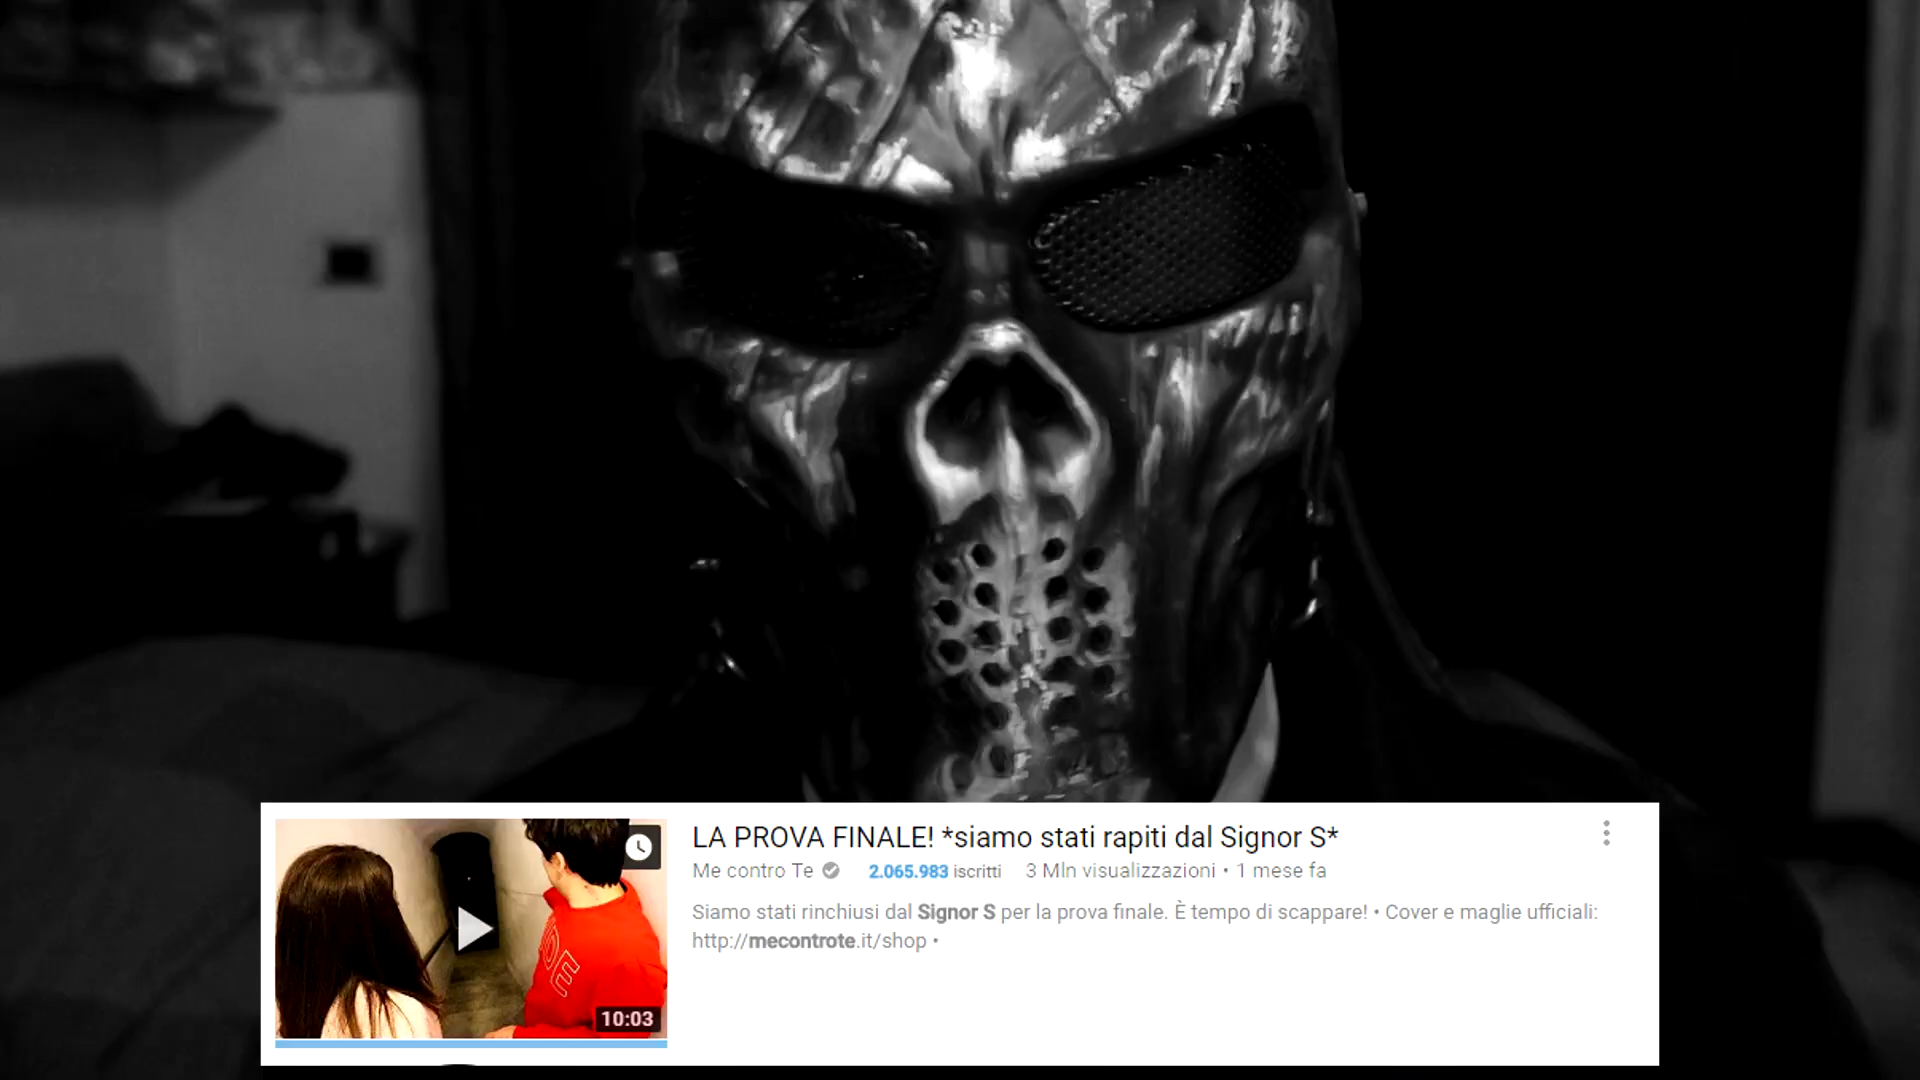 LA PROVA FINALE! *siamo stati rapiti dal Signor S*
Me contro Te 2.065.983 iscritti 3 Mln visualizzazioni • 1 mese fa
Siamo stati rinchiusi dal Signor S per la prova finale. È tempo di scappare! • Cover e maglie ufficiali:
http://mecontrote.it/shop •
DE
10:03